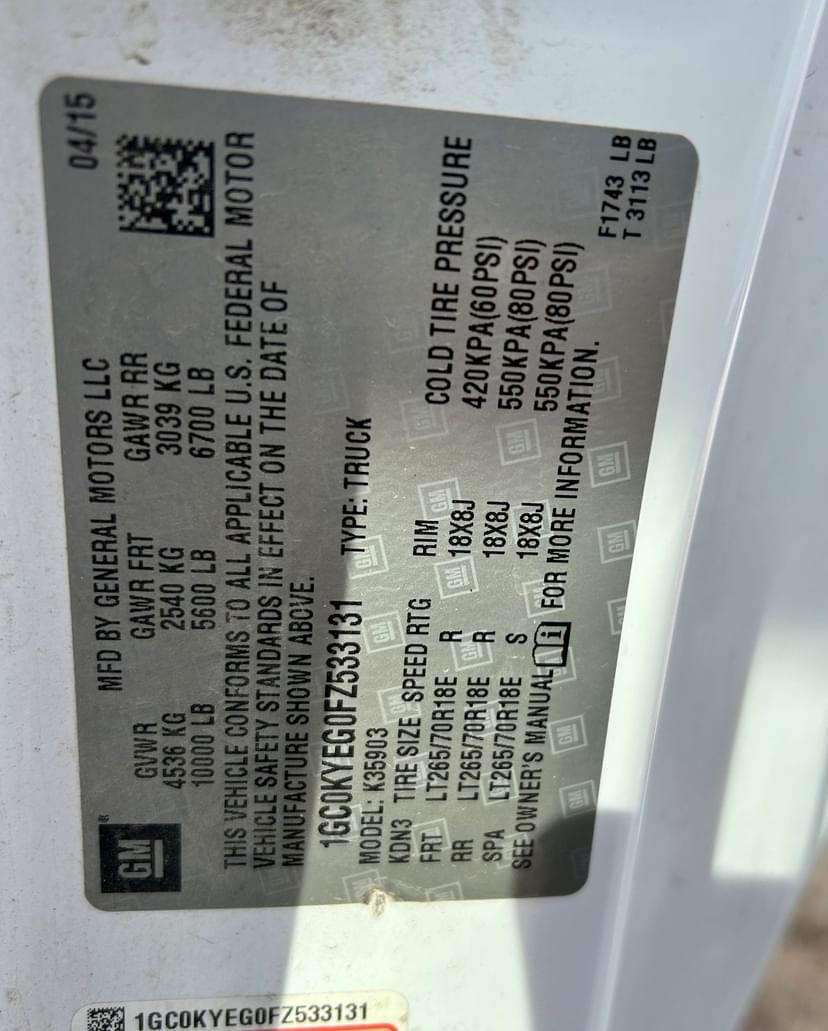 GM
MFD BY GENERAL MOTORS LLC 04/15
GVWR GAWR FRT GAWR RR
4536 KG 2540 KG 3039 KG
10000 LB 5600 LB 6700 LB
THIS VEHICLE CONFORMS TO ALL APPLICABLE U.S. FEDERAL MOTOR
VEHICLE SAFETY STANDARDS IN EFFECT ON THE DATE OF
MANUFACTURE SHOWN ABOVE.
1GC0KYEG0FZ533131 TYPE: TRUCK
MODEL: K35903
KDN3 TIRE SIZE SPEED RTG RIM COLD TIRE PRESSURE
FRT LT265/70R18E R 18X8J 420KPA(60PSI)
RR LT265/70R18E R 18X8J 550KPA(80PSI)
SPA LT265/70R18E S 18X8J 550KPA(80PSI)
SEE OWNER'S MANUAL i FOR MORE INFORMATION.
F1743 LB
T 3113 LB
1GC0KYEG0FZ533131